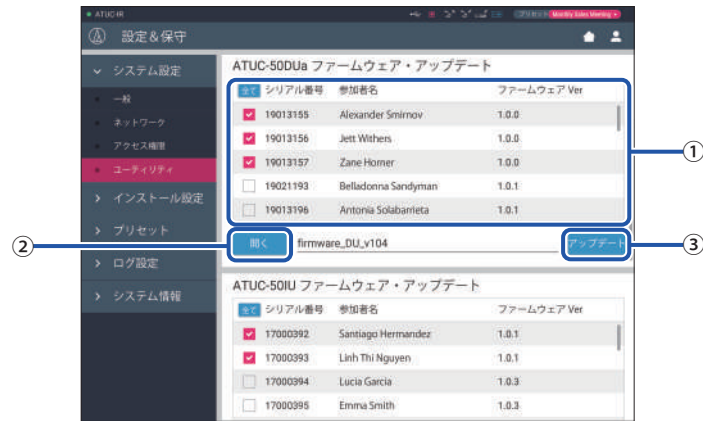 ATUC-IR
プリセット Monthly Sales Meeting
設定&保守
システム設定
一般
ネットワーク
アクセス権限
ユーティリティ
インストール設定
プリセット
ログ設定
システム情報
ATUC-50DUa ファームウェア・アップデート
全て シリアル番号 参加者名 ファームウェア Ver
19013155 Alexander Smirnov 1.0.0
19013156 Jett Withers 1.0.0
19013157 Zane Horner 1.0.0
19021193 Belladonna Sandyman 1.0.1
19013196 Antonia Solabarrieta 1.0.1
開く firmware_DU_v104 アップデート
ATUC-50IU ファームウェア・アップデート
全て シリアル番号 参加者名 ファームウェア Ver
17000392 Santiago Hermandez 1.0.1
17000393 Linh Thi Nguyen 1.0.1
17000394 Lucia Garcia 1.0.3
17000395 Emma Smith 1.0.3
①
②
③